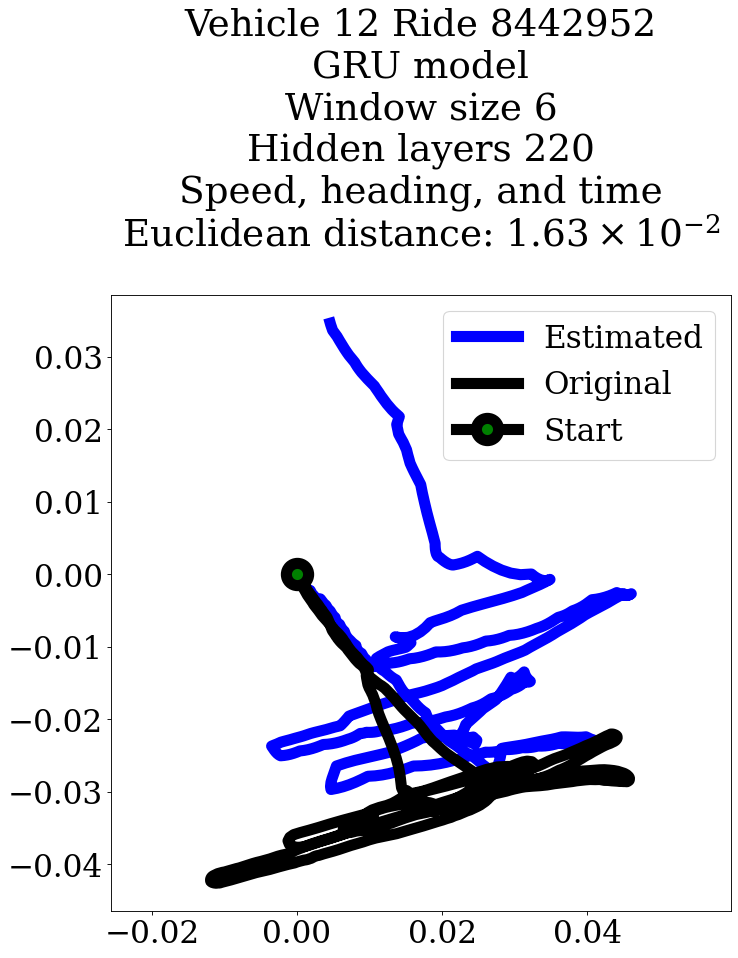 Vehicle 12 Ride 8442952
GRU model
Window size 6
Hidden layers 220
Speed, heading, and time
Euclidean distance: 1.63 × 10⁻²
Estimated
Original
Start
0.03
0.02
0.01
0.00
−0.01
−0.02
−0.03
−0.04
−0.02 0.00 0.02 0.04